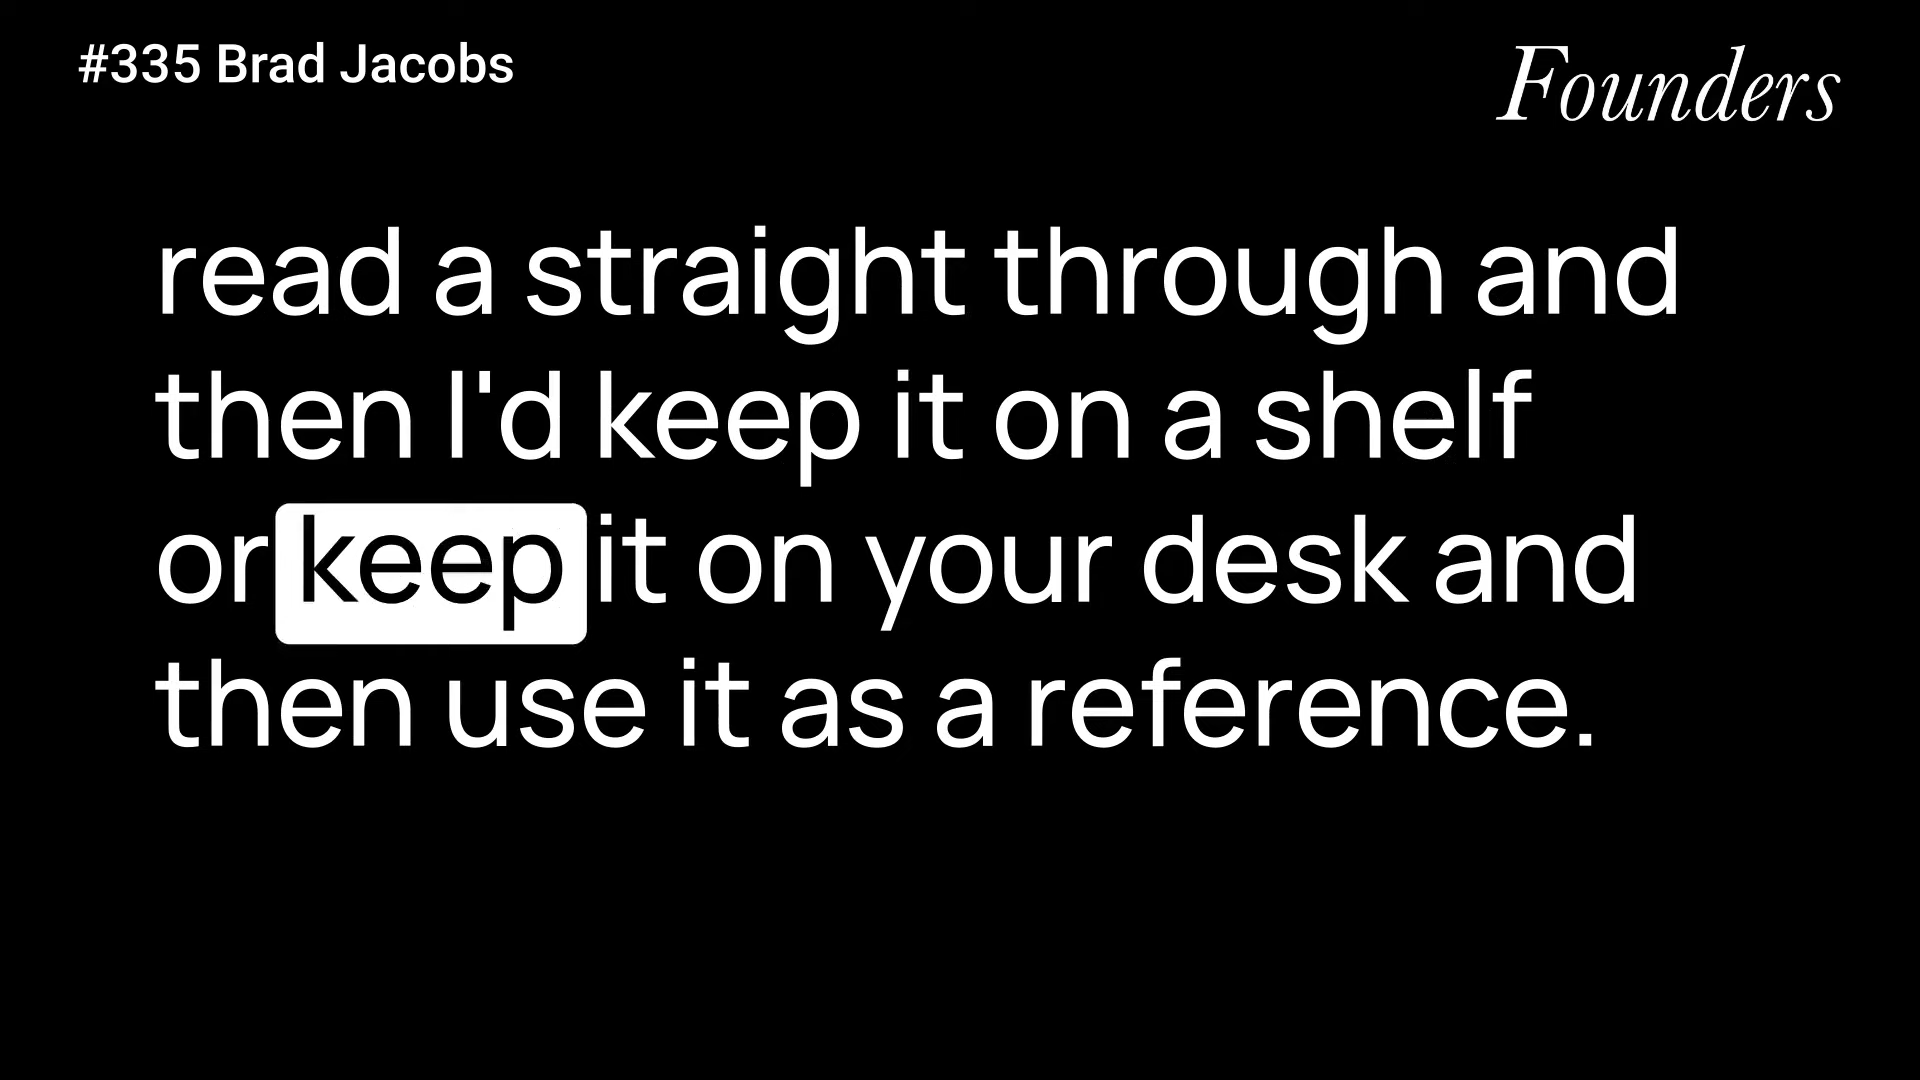 #335 Brad Jacobs
Founders
read a straight through and
then I'd keep it on a shelf
or keep it on your desk and
then use it as a reference.